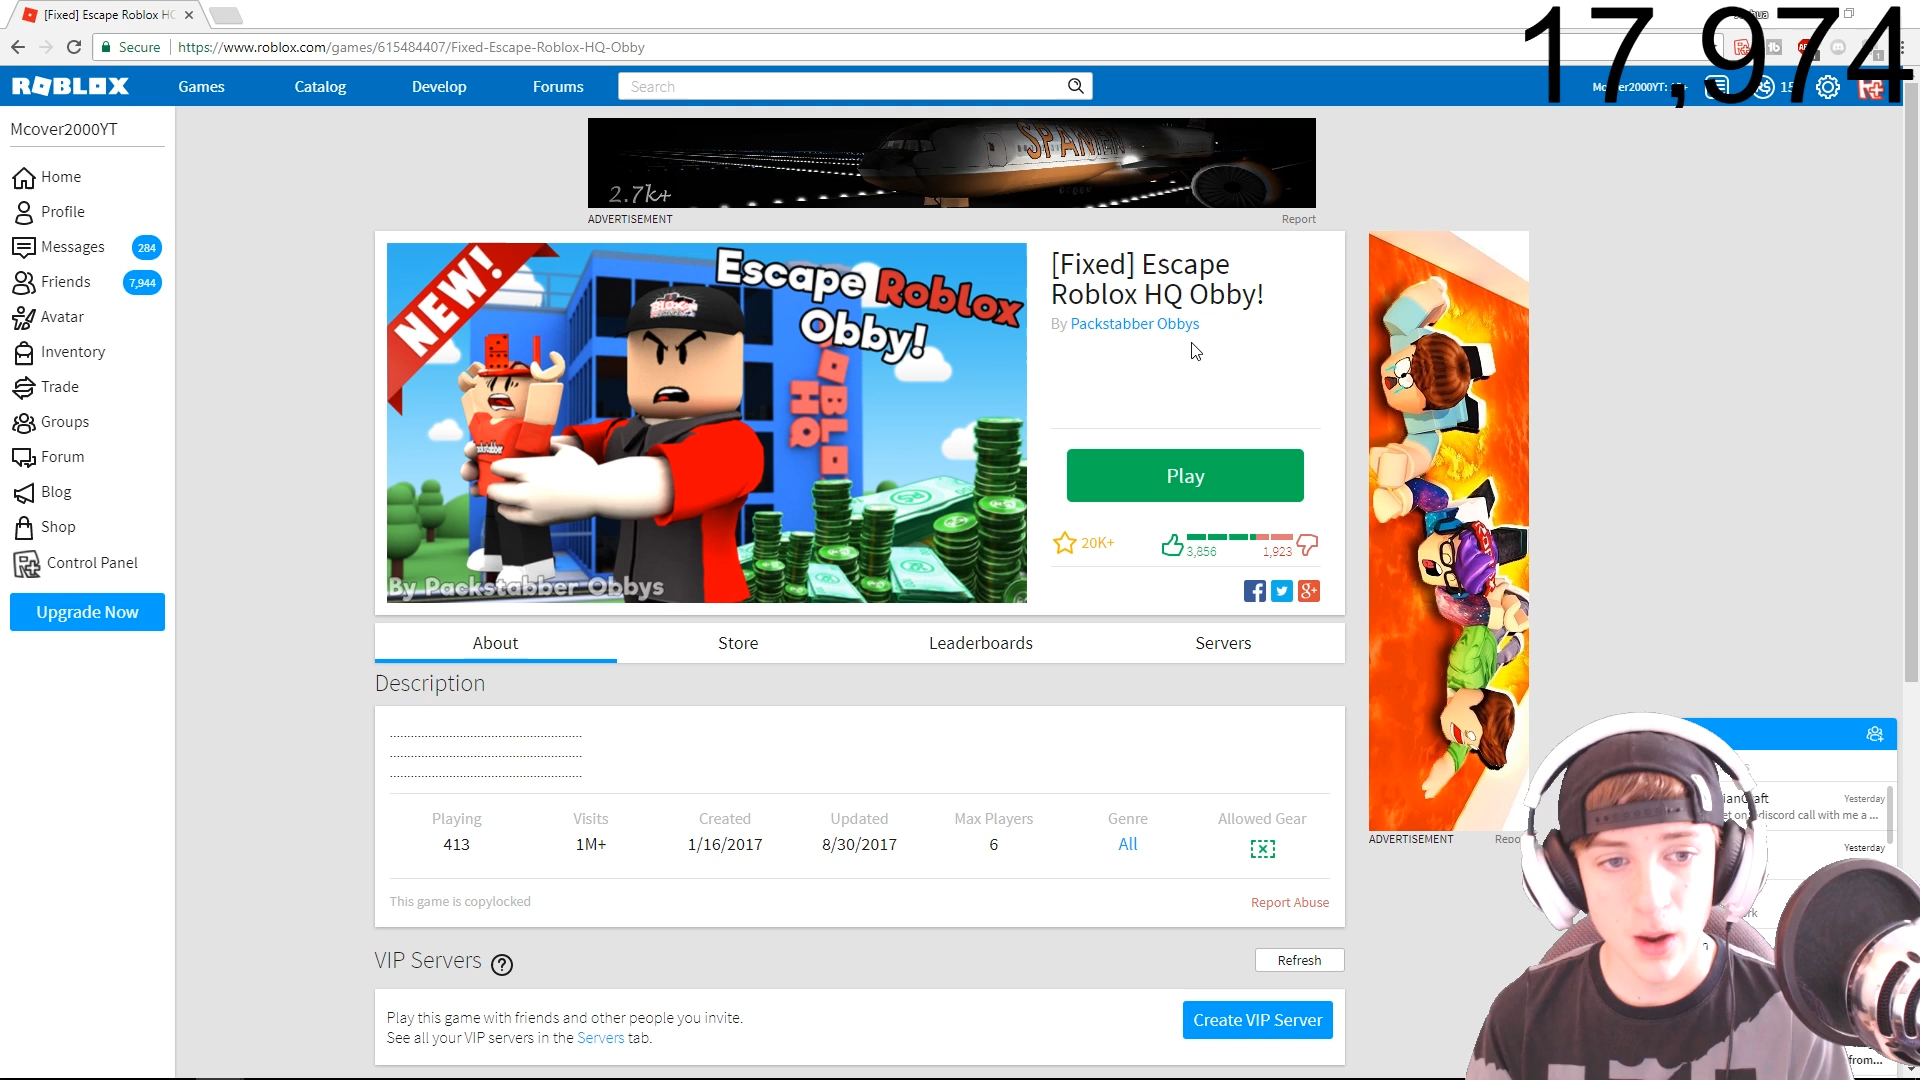 [Fixed] Escape Roblox H
17,974
Secure | https://www.roblox.com/games/615484407/Fixed-Escape-Roblox-HQ-Obby
ROBLOX
Games
Catalog
Develop
Forums
Search
Mcover2000YT
Home
Profile
Messages 284
Friends 7,944
Avatar
Inventory
Trade
Groups
Forum
Blog
Shop
Control Panel
Upgrade Now
2.7k+
ADVERTISEMENT
Report
NEW!
Escape Roblox
Obby!
ROBLOX
HQ
By Packstabber Obbys
[Fixed] Escape
Roblox HQ Obby!
By Packstabber Obbys
Play
20K+
3,856
1,923
About
Store
Leaderboards
Servers
Description
Playing
413
Visits
1M+
Created
1/16/2017
Updated
8/30/2017
Max Players
6
Genre
All
Allowed Gear
This game is copylocked
Report Abuse
VIP Servers ?
Refresh
Play this game with friends and other people you invite.
See all your VIP servers in the Servers tab.
Create VIP Server
ADVERTISEMENT
Yesterday
discord call with me a ...
Yesterday
from...